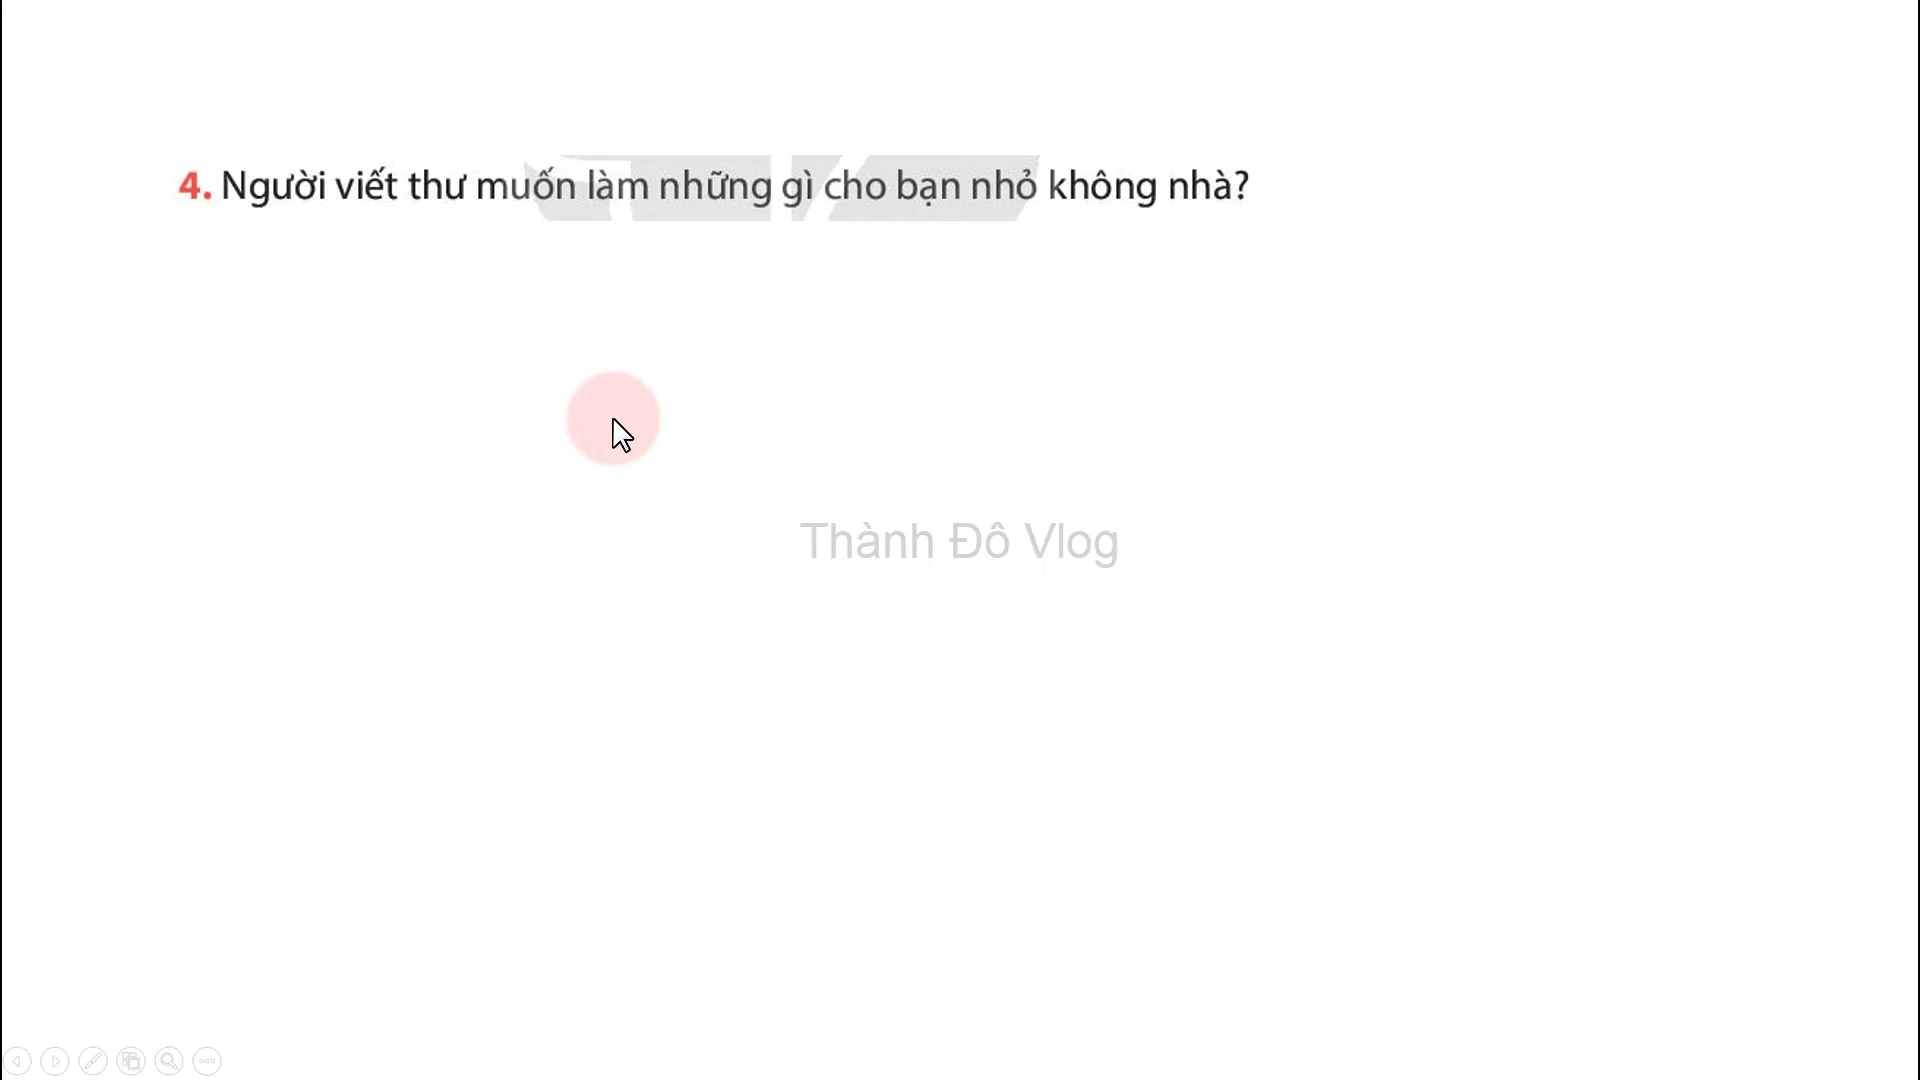 4. Người viết thư muốn làm những gì cho bạn nhỏ không nhà?
Thành Đô Vlog